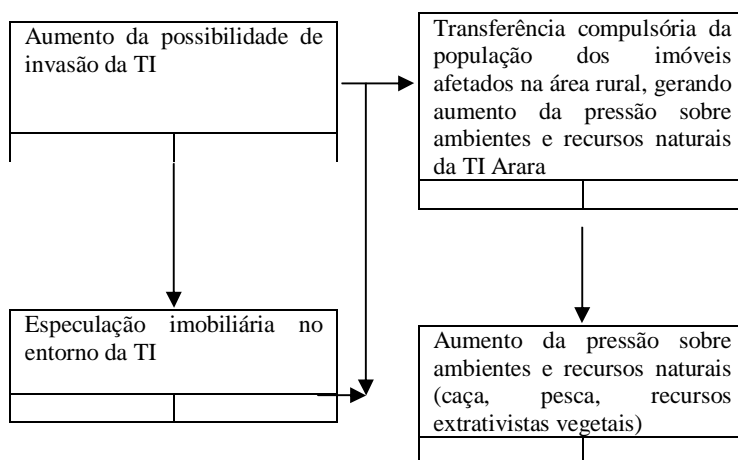 Aumento da possibilidade de
invasão da TI
Transferência compulsória da
população dos imóveis
afetados na área rural, gerando
aumento da pressão sobre
ambientes e recursos naturais
da TI Arara
Especulação imobiliária no
entorno da TI
Aumento da pressão sobre
ambientes e recursos naturais
(caça, pesca, recursos
extrativistas vegetais)